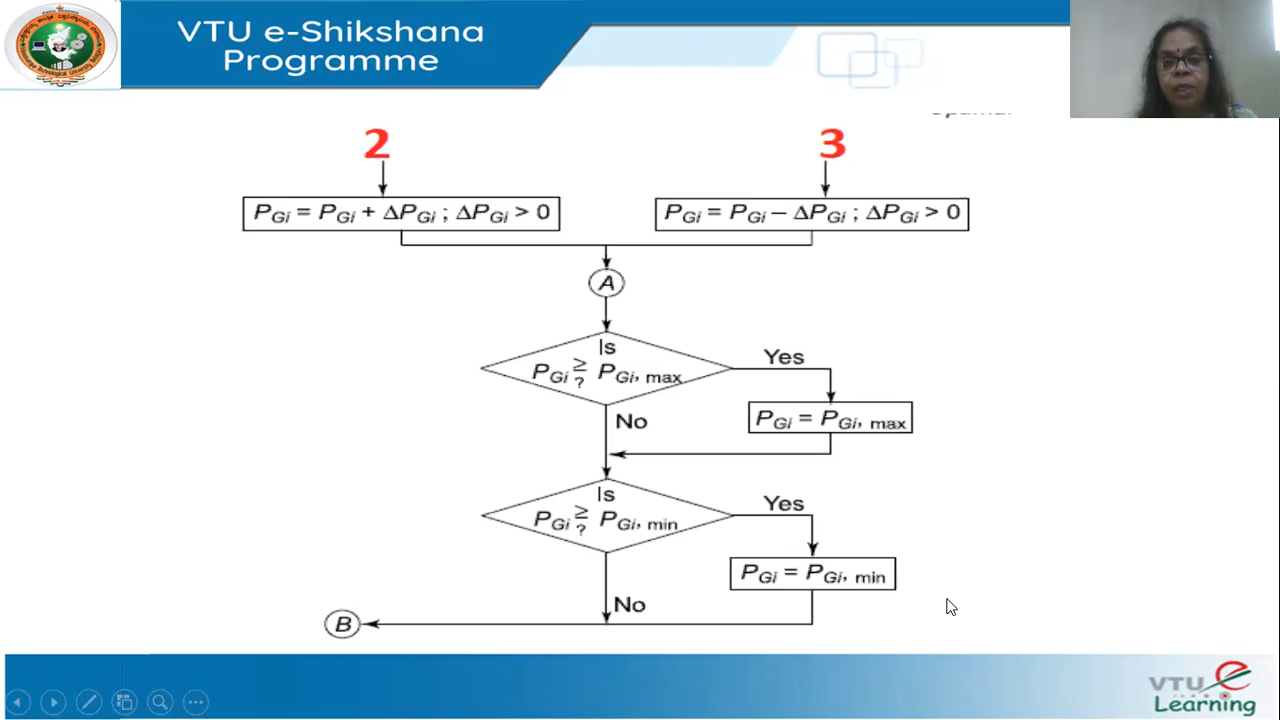 VTU e-Shikshana
Programme
2
3
P_Gi = P_Gi + ΔP_Gi ; ΔP_Gi > 0
P_Gi = P_Gi − ΔP_Gi ; ΔP_Gi > 0
A
Is
P_Gi ≥ P_Gi, max
?
Yes
P_Gi = P_Gi, max
No
Is
P_Gi ≥ P_Gi, min
?
Yes
P_Gi = P_Gi, min
No
B
VTU e
Learning